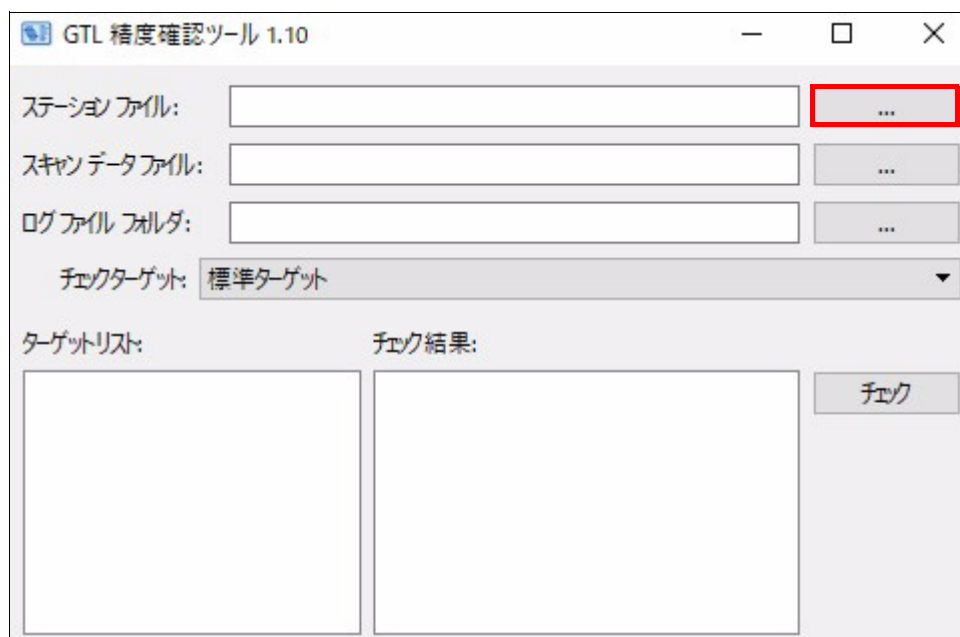 GTL 精度確認ツール 1.10
ステーション ファイル: ...
スキャン データ ファイル: ...
ログ ファイル フォルダ: ...
チェックターゲット: 標準ターゲット
ターゲットリスト: チェック結果:
チェック